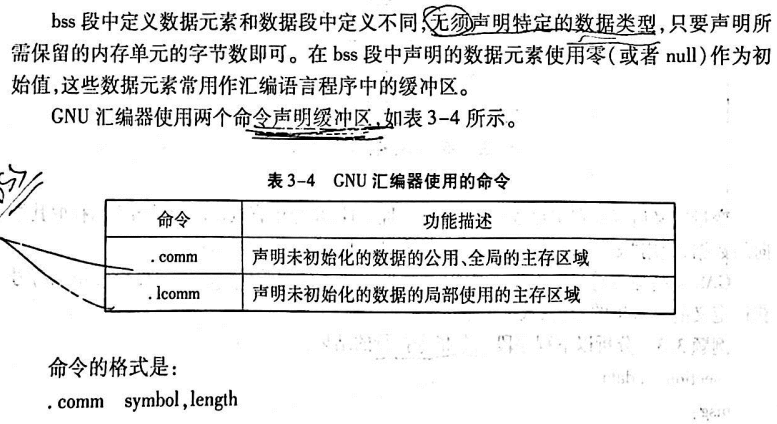 bss 段中定义数据元素和数据段中定义不同,无须声明特定的数据类型,只要声明所
需保留的内存单元的字节数即可。在 bss 段中声明的数据元素使用零(或者 null)作为初
始值,这些数据元素常用作汇编语言程序中的缓冲区。
GNU 汇编器使用两个命令声明缓冲区,如表 3-4 所示。
表 3-4 GNU 汇编器使用的命令
命令 功能描述
.comm 声明未初始化的数据的公用、全局的主存区域
.lcomm 声明未初始化的数据的局部使用的主存区域
命令的格式是:
.comm symbol,length